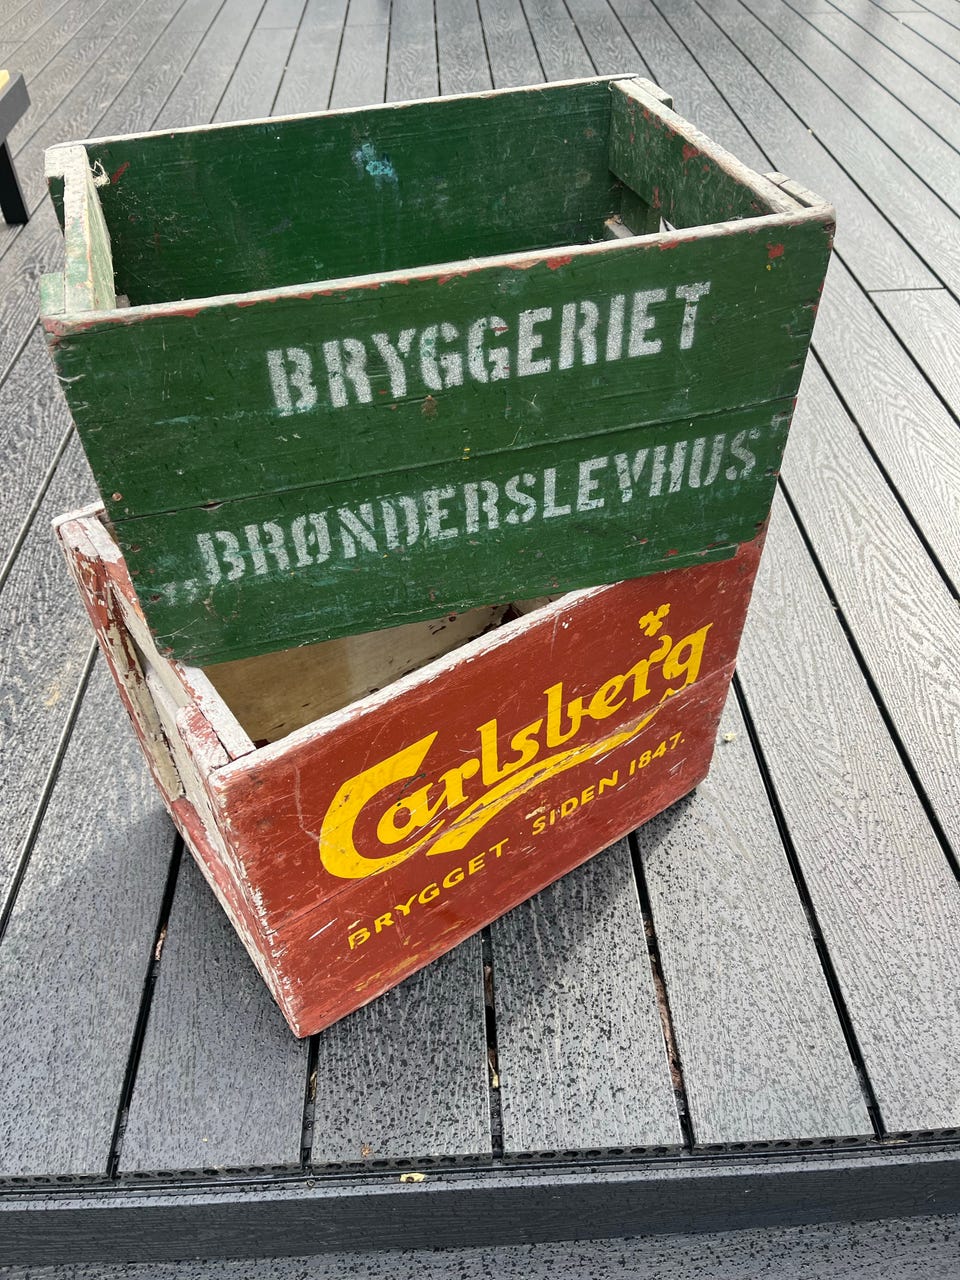 BRYGGERIET
„BRØNDERSLEVHUS”
Carlsberg
BRYGGET SIDEN 1847.